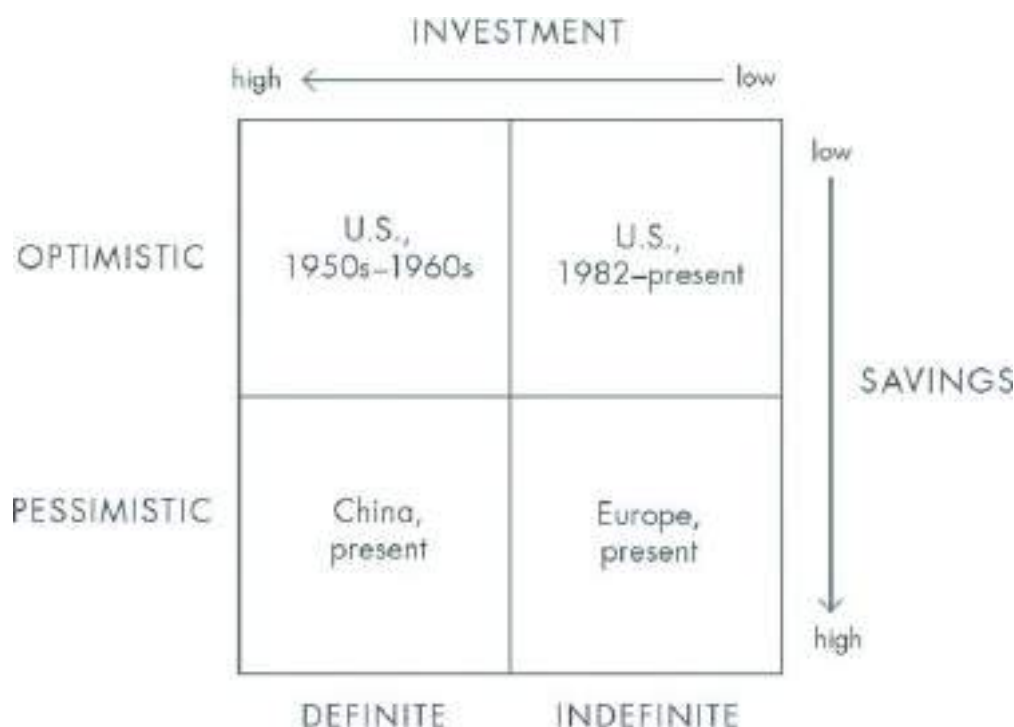 INVESTMENT
high low
low
OPTIMISTIC
U.S.,
1950s–1960s
U.S.,
1982–present
SAVINGS
PESSIMISTIC
China,
present
Europe,
present
high
DEFINITE INDEFINITE